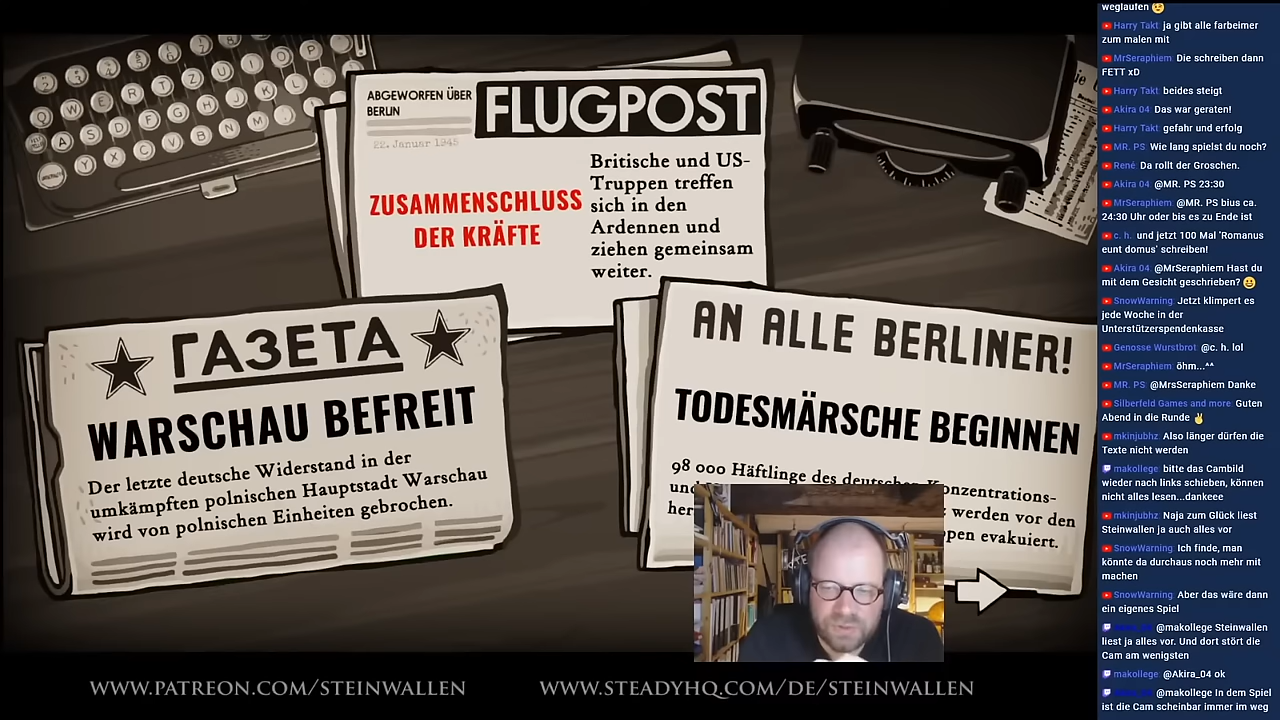 ABGEWORFEN ÜBER
BERLIN
FLUGPOST
22. Januar 1945
ZUSAMMENSCHLUSS
DER KRÄFTE
Britische und US-
Truppen treffen
sich in den
Ardennen und
ziehen gemeinsam
weiter.
ГАЗЕТА
WARSCHAU BEFREIT
Der letzte deutsche Widerstand in der
umkämpften polnischen Hauptstadt Warschau
wird von polnischen Einheiten gebrochen.
AN ALLE BERLINER!
TODESMÄRSCHE BEGINNEN
98 000 Häftlinge des deutschen Konzentrations-
werden vor den
evakuiert.
WWW.PATREON.COM/STEINWALLEN
WWW.STEADYHQ.COM/DE/STEINWALLEN
weglaufen
Harry Takt ja gibt alle farbeimer
zum malen mit
MrSeraphiem Die schreiben dann
FETT xD
Harry Takt beides steigt
Akira 04 Das war geraten!
Harry Takt gefahr und erfolg
MR. PS Wie lang spielst du noch?
René Da rollt der Groschen.
Akira 04 @MR. PS 23:30
MrSeraphiem @MR. PS bius ca.
24:30 Uhr oder bis es zu Ende ist
c. h. und jetzt 100 Mal 'Romanus
eunt domus' schreiben!
Akira 04 @MrSeraphiem Hast du
mit dem Gesicht geschrieben? 😄
SnowWarning Jetzt klimpert es
jede Woche in der
Unterstützerspendenkasse
Genosse Wurstbrot @c. h. lol
MrSeraphiem öhm...^^
MR. PS @MrsSeraphiem Danke
Silberfeld Games and more Guten
Abend in die Runde ✌
mkinjubhz Also länger dürfen die
Texte nicht werden
makollege bitte das Cambild
wieder nach links schieben, können
nicht alles lesen...dankeee
mkinjubhz Naja zum Glück liest
Steinwallen ja auch alles vor
SnowWarning Ich finde, man
könnte da durchaus noch mehr mit
machen
SnowWarning Aber das wäre dann
ein eigenes Spiel
@makollege Steinwallen
liest ja alles vor. Und dort stört die
Cam am wenigsten
makollege @Akira_04 ok
@makollege In dem Spiel
ist die Cam scheinbar immer im weg